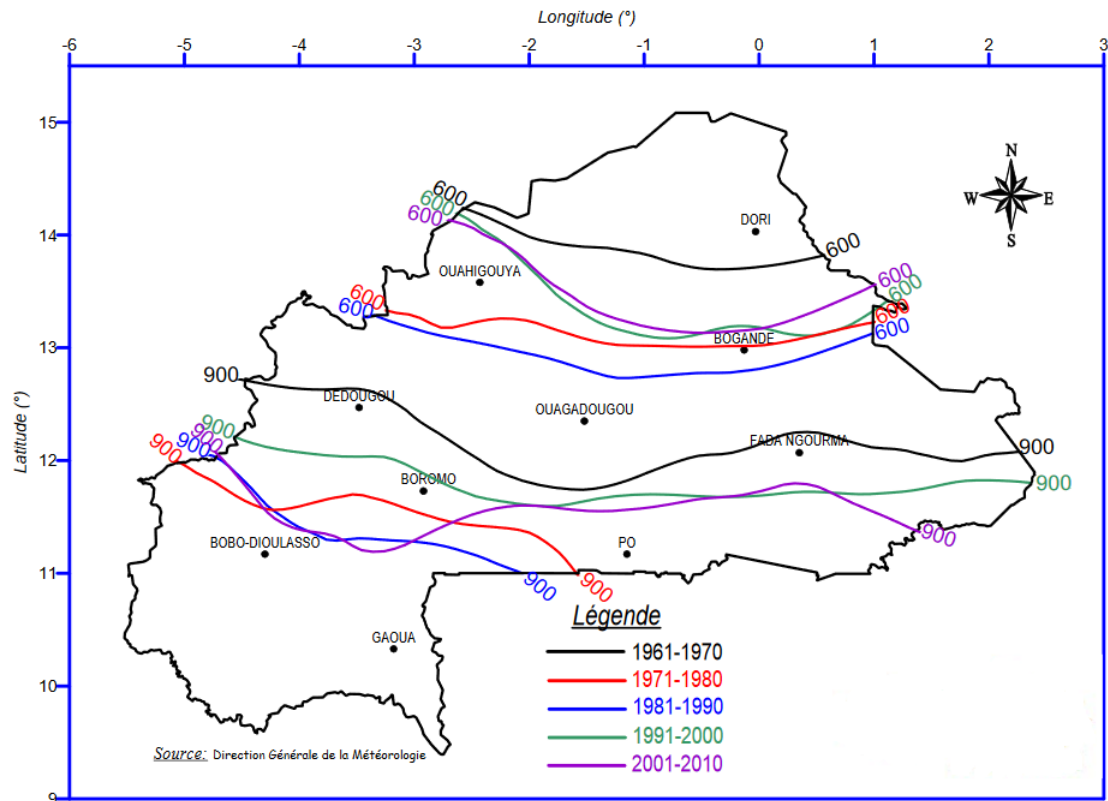 Longitude (°)
-6 -5 -4 -3 -2 -1 0 1 2 3
Latitude (°)
15
14
13
12
11
10
9
N
W E
S
600
600
600
DORI
600
600
600
OUAHIGOUYA
600
600
600
600
BOGANDE
900
DEDOUGOU
OUAGADOUGOU
900
900
900
900
FADA NGOURMA
900
900
BOROMO
900
BOBO-DIOULASSO
PO
900
900
900
GAOUA
Légende
1961-1970
1971-1980
1981-1990
1991-2000
2001-2010
Source: Direction Générale de la Météorologie